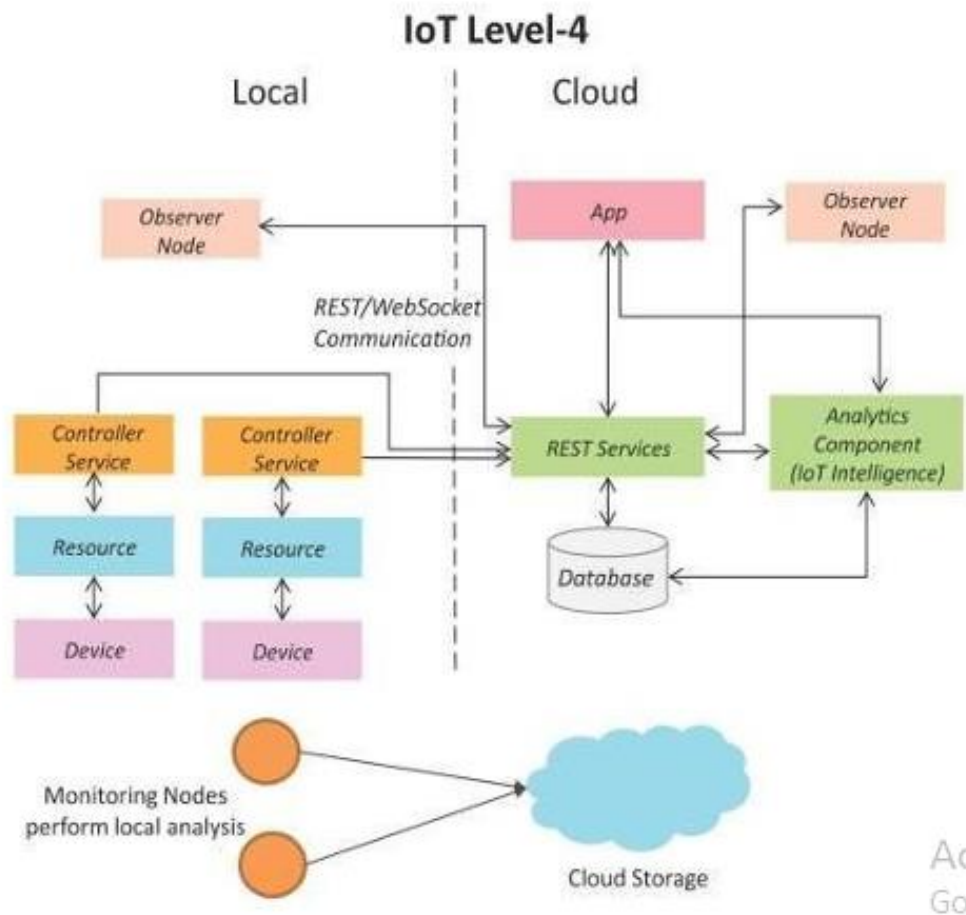 IoT Level-4
Local
Cloud
Observer
Node
App
Observer
Node
REST/WebSocket
Communication
Controller
Service
Controller
Service
REST Services
Analytics
Component
(IoT Intelligence)
Resource
Resource
Database
Device
Device
Monitoring Nodes
perform local analysis
Cloud Storage
Go